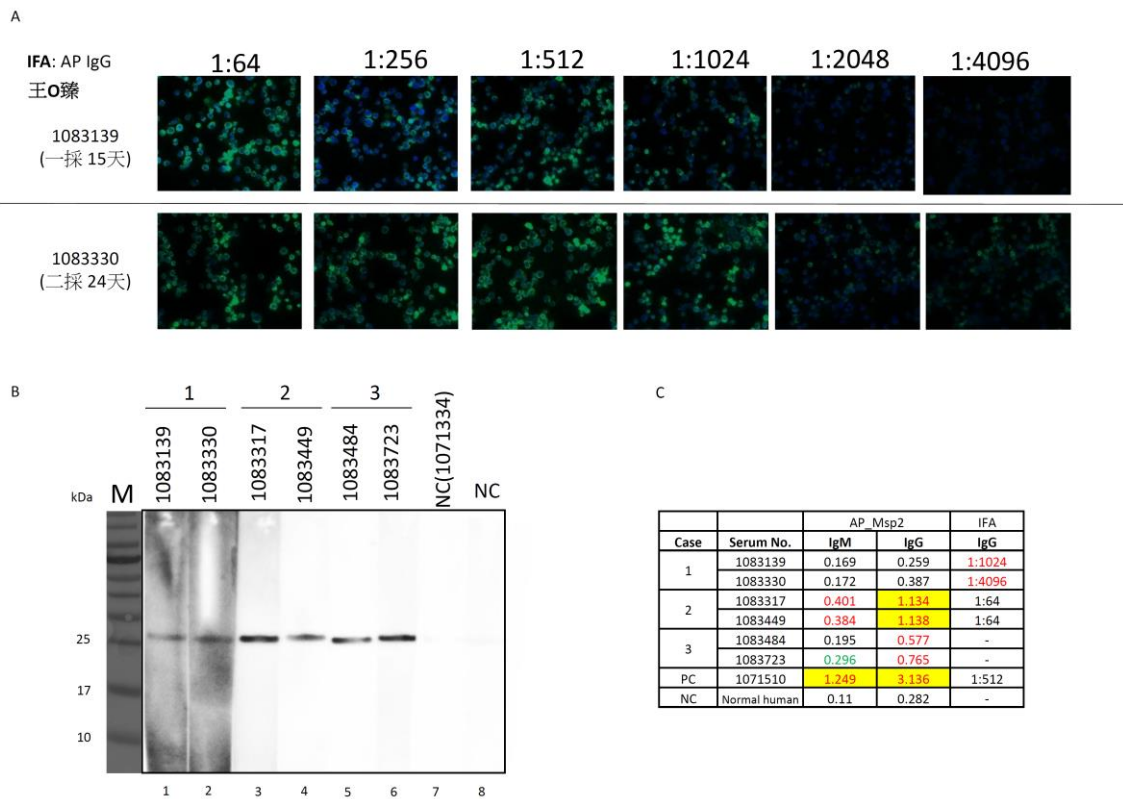 A
IFA: AP IgG 1:64 1:256 1:512 1:1024 1:2048 1:4096
王O臻
1083139
(一採 15天)
1083330
(二採 24天)
B
1 2 3
1083139 1083330 1083317 1083449 1083484 1083723 NC(1071334) NC
kDa M
25
17
10
1 2 3 4 5 6 7 8
C
AP_Msp2 IFA
Case Serum No. IgM IgG IgG
1 1083139 0.169 0.259 1:1024
1083330 0.172 0.387 1:4096
2 1083317 0.401 1.134 1:64
1083449 0.384 1.138 1:64
3 1083484 0.195 0.577 -
1083723 0.296 0.765 -
PC 1071510 1.249 3.136 1:512
NC Normal human 0.11 0.282 -